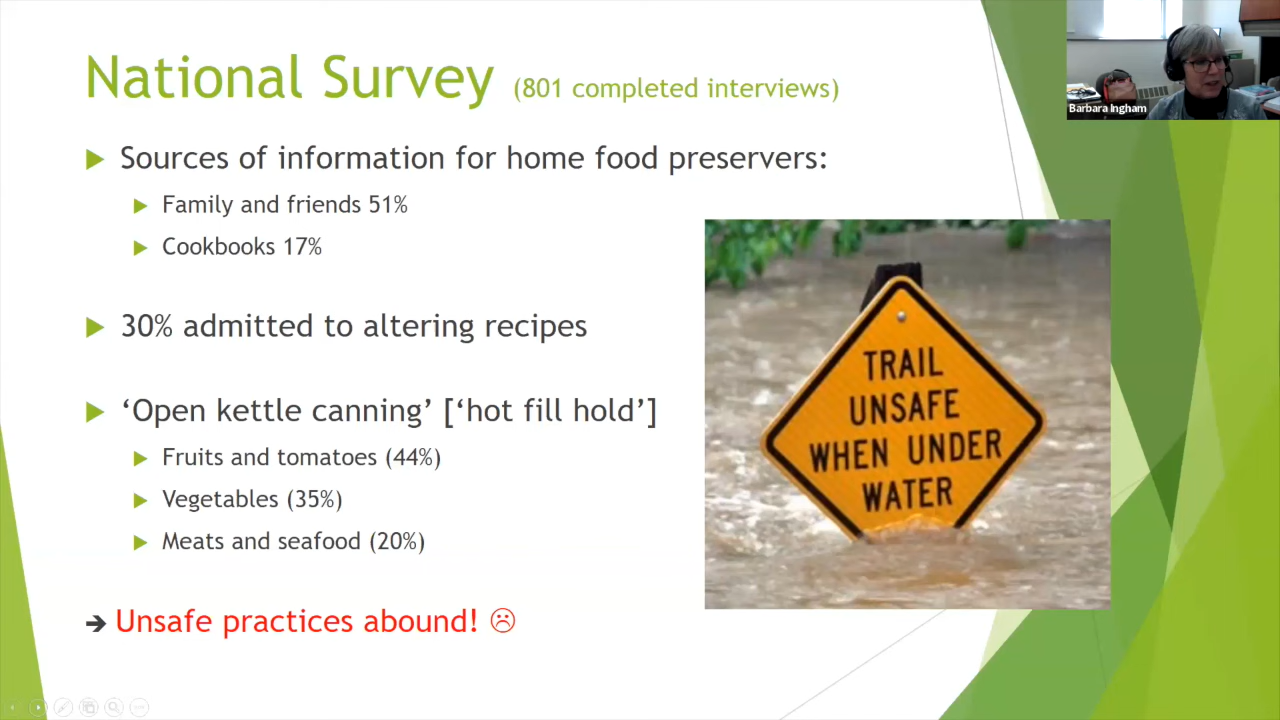 National Survey (801 completed interviews)
Sources of information for home food preservers:
Family and friends 51%
Cookbooks 17%
30% admitted to altering recipes
‘Open kettle canning’ [‘hot fill hold’]
Fruits and tomatoes (44%)
Vegetables (35%)
Meats and seafood (20%)
➔ Unsafe practices abound! ☹
TRAIL
UNSAFE
WHEN UNDER
WATER
Barbara Ingham